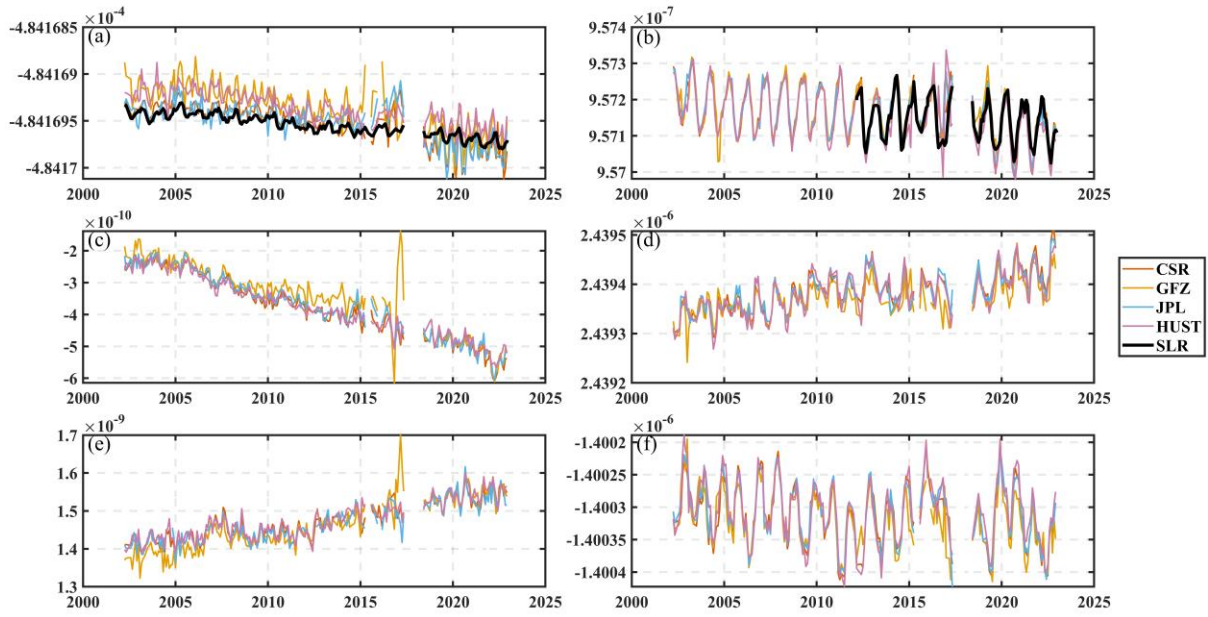 ×10⁻⁴
-4.841685
(a)
-4.84169
-4.841695
-4.8417
2000 2005 2010 2015 2020 2025
×10⁻⁷
9.574
(b)
9.573
9.572
9.571
9.57
2000 2005 2010 2015 2020 2025
×10⁻¹⁰
(c)
-2
-3
-4
-5
-6
2000 2005 2010 2015 2020 2025
×10⁻⁶
2.4395
(d)
2.4394
2.4393
2.4392
2000 2005 2010 2015 2020 2025
CSR
GFZ
JPL
HUST
SLR
×10⁻⁹
1.7
(e)
1.6
1.5
1.4
1.3
2000 2005 2010 2015 2020 2025
×10⁻⁶
(f)
-1.4002
-1.40025
-1.4003
-1.40035
-1.4004
2000 2005 2010 2015 2020 2025